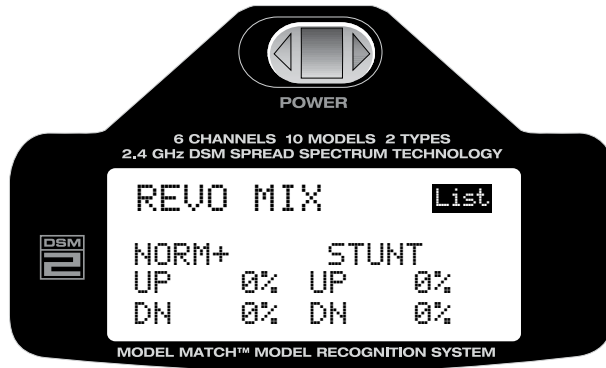 POWER
6 CHANNELS 10 MODELS 2 TYPES
2.4 GHz DSM SPREAD SPECTRUM TECHNOLOGY
REVO MIX List
DSM
2
NORM+ STUNT
UP 0% UP 0%
DN 0% DN 0%
MODEL MATCH™ MODEL RECOGNITION SYSTEM